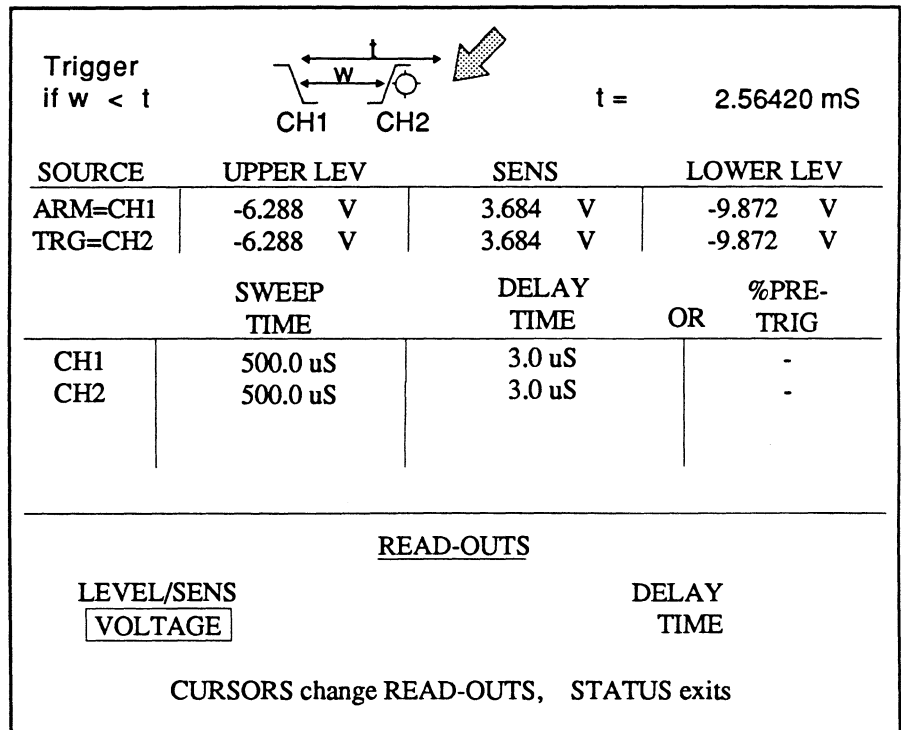 t
Trigger
w
if w < t
t = 2.56420 mS
CH1 CH2
SOURCE UPPER LEV SENS LOWER LEV
ARM=CH1 -6.288 V 3.684 V -9.872 V
TRG=CH2 -6.288 V 3.684 V -9.872 V
SWEEP DELAY %PRE-
TIME TIME OR TRIG
CH1 500.0 uS 3.0 uS -
CH2 500.0 uS 3.0 uS -
READ-OUTS
LEVEL/SENS DELAY
VOLTAGE TIME
CURSORS change READ-OUTS, STATUS exits